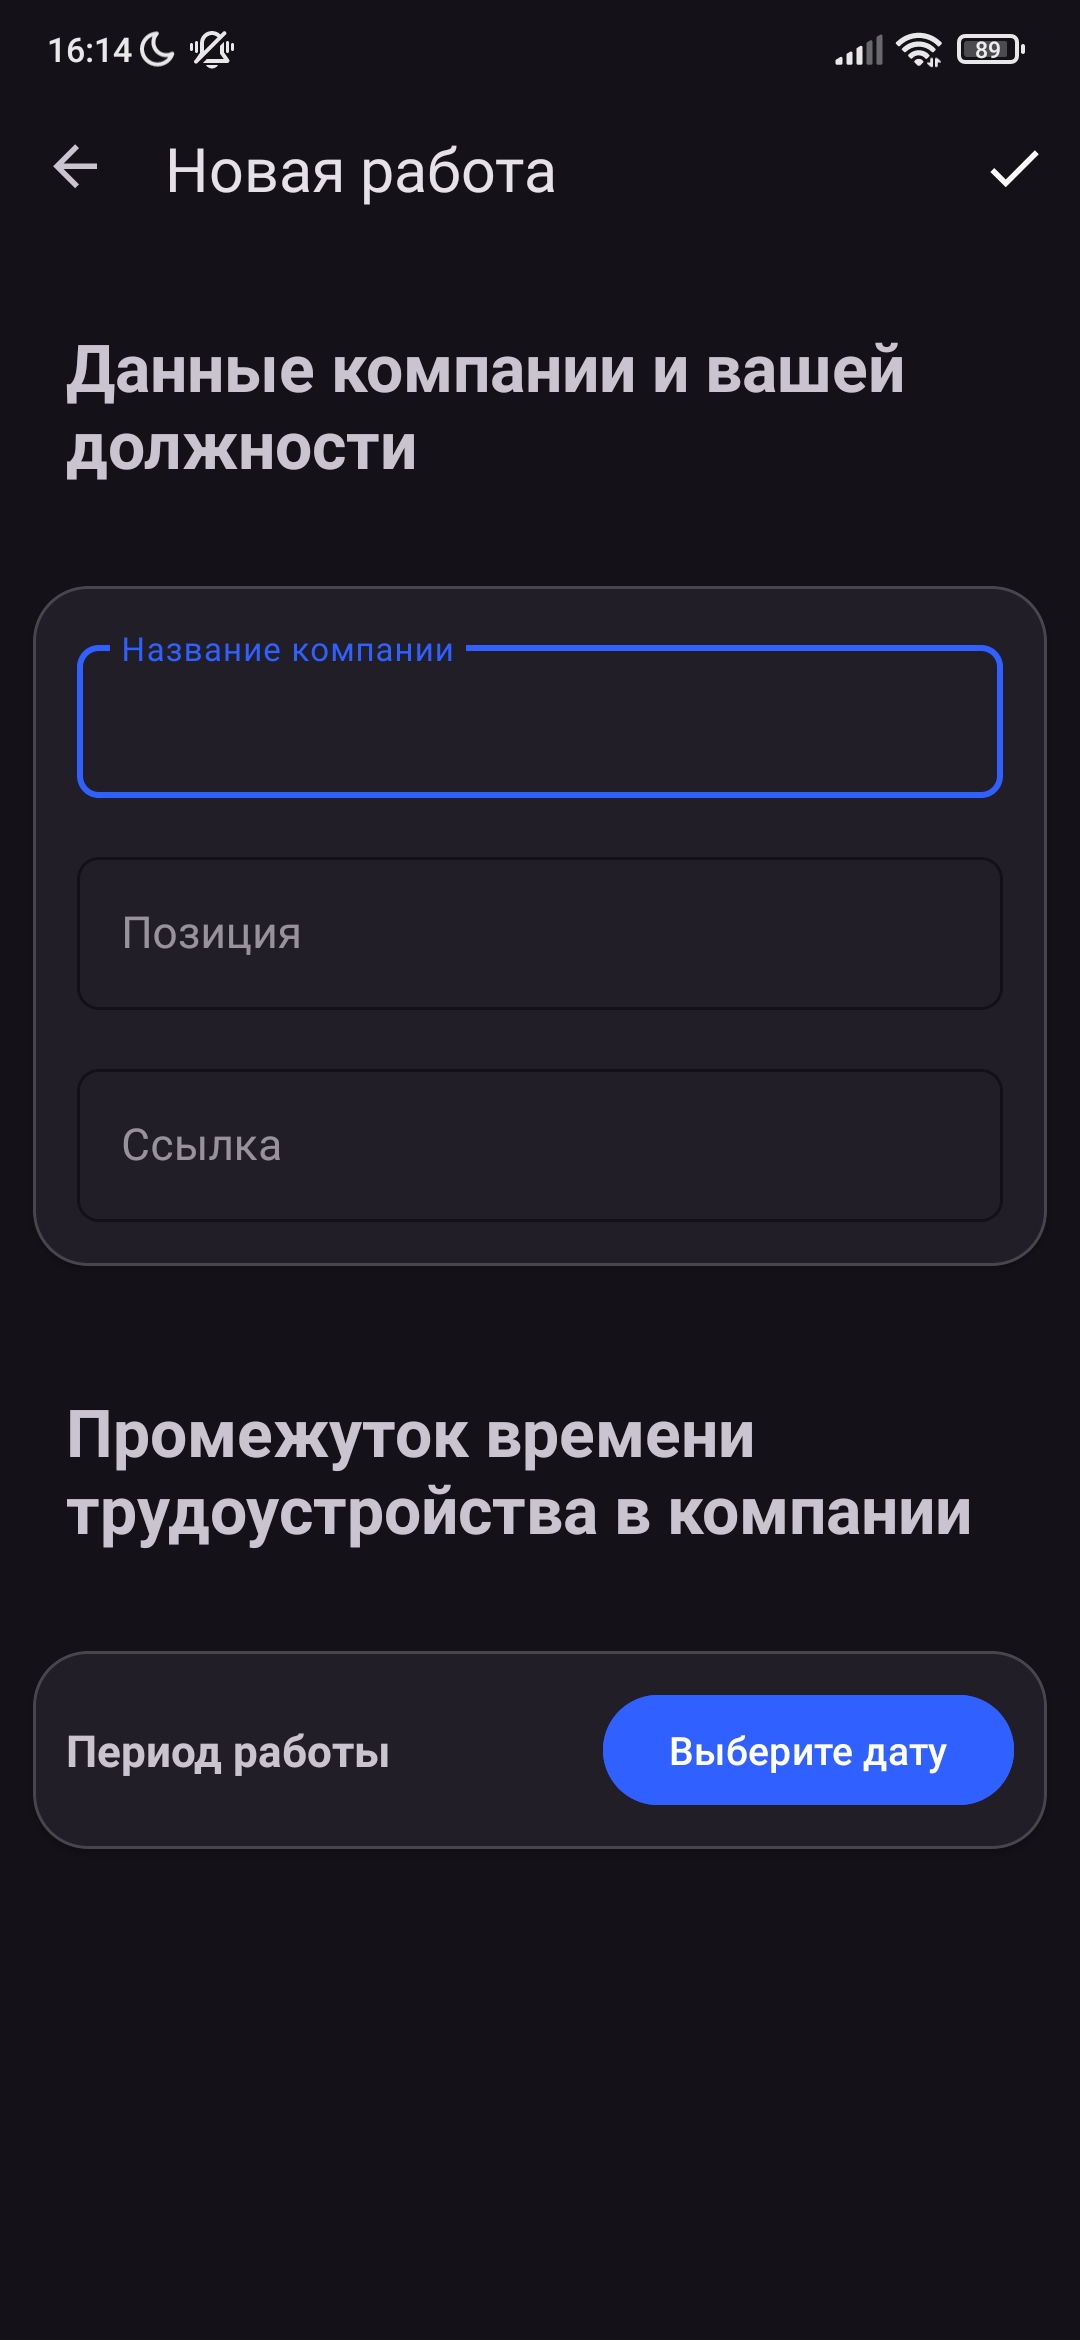 16:14
89
Новая работа
Данные компании и вашей
должности
Название компании
Позиция
Ссылка
Промежуток времени
трудоустройства в компании
Период работы
Выберите дату